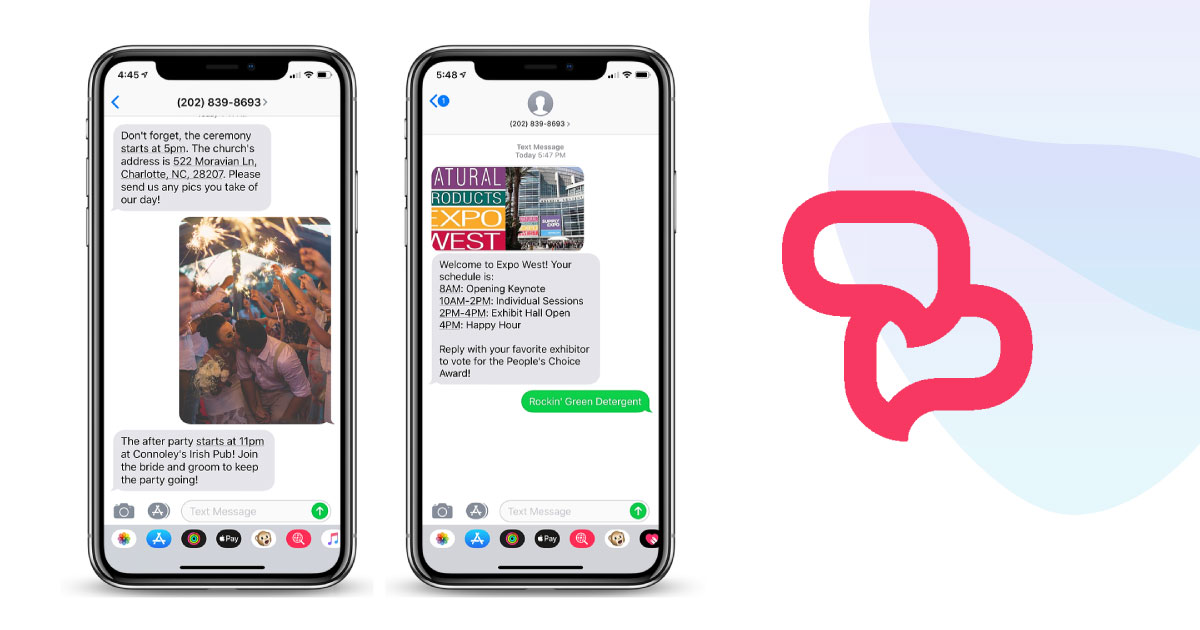 4:45
(202) 839-8693
Don't forget, the ceremony
starts at 5pm. The church's
address is 522 Moravian Ln,
Charlotte, NC, 28207. Please
send us any pics you take of
our day!
The after party starts at 11pm
at Connoley's Irish Pub! Join
the bride and groom to keep
the party going!
Text Message
Pay
5:48
1
(202) 839-8693
Text Message
Today 5:47 PM
ATURAL
RODUCTS
EXPO
WEST
Welcome to Expo West! Your
schedule is:
8AM: Opening Keynote
10AM-2PM: Individual Sessions
2PM-4PM: Exhibit Hall Open
4PM: Happy Hour
Reply with your favorite exhibitor
to vote for the People's Choice
Award!
Rockin' Green Detergent
Text Message
Pay